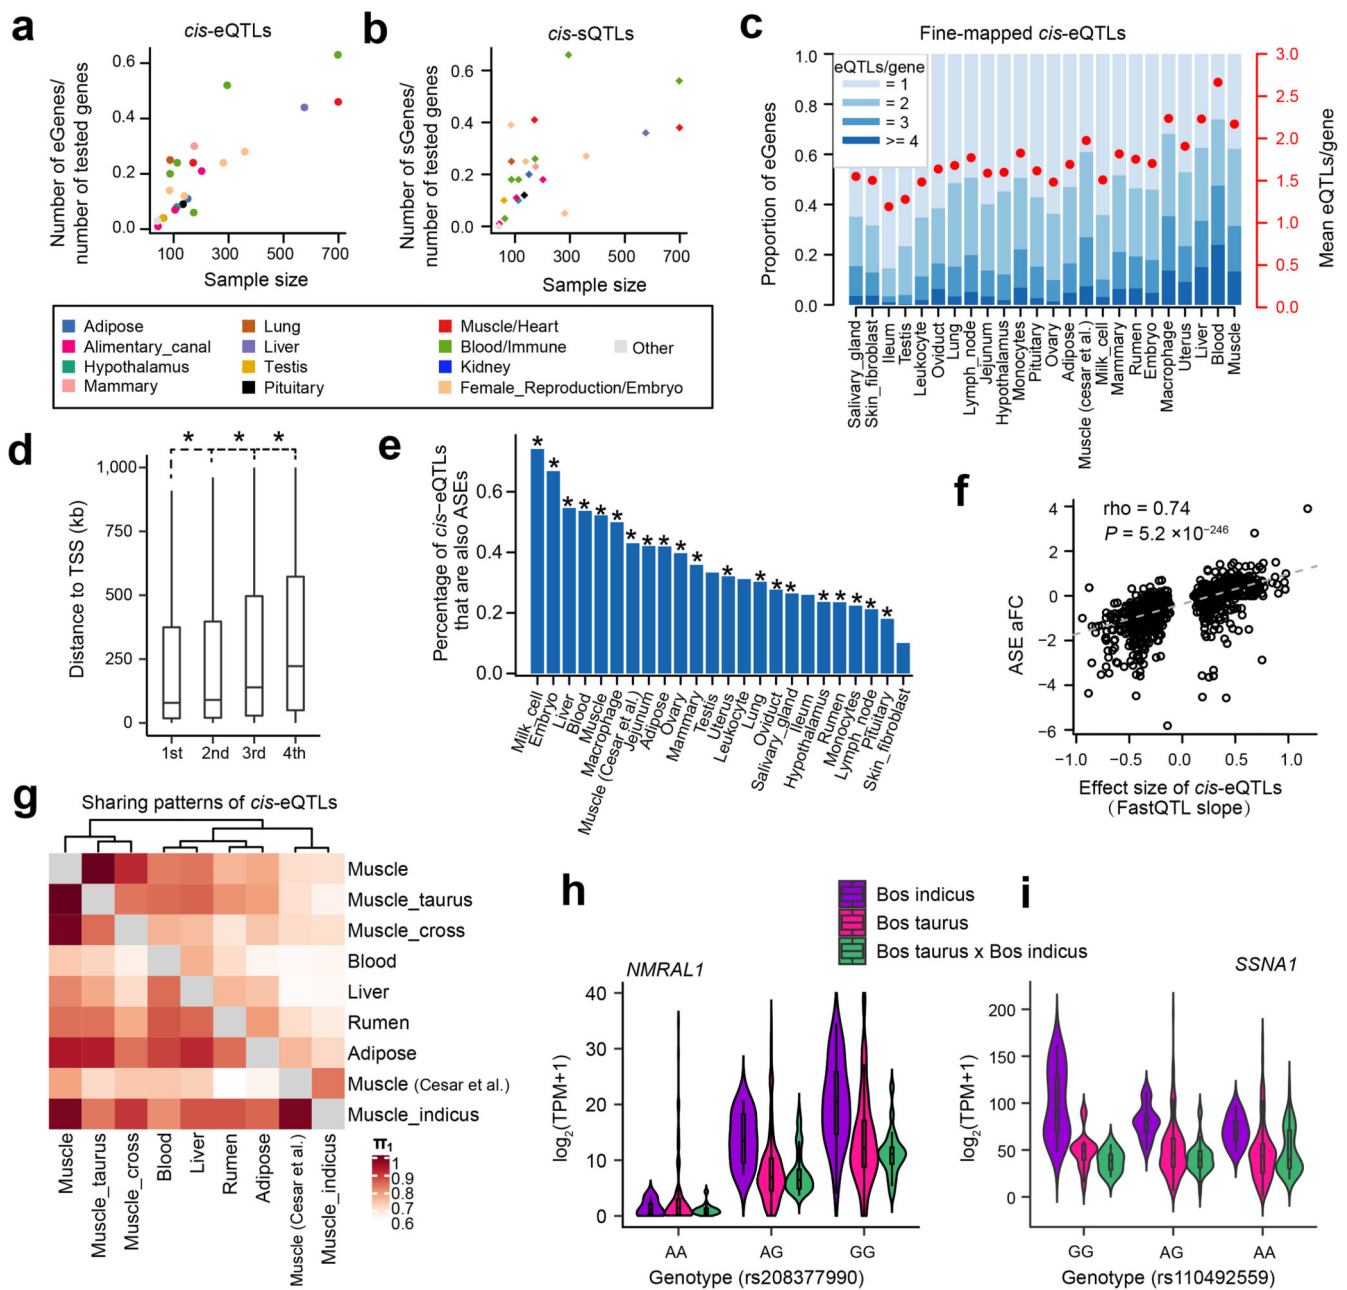 a
cis-eQTLs
Number of eGenes/
number of tested genes
0.6
0.4
0.2
0.0
100
300
500
700
Sample size
b
cis-sQTLs
Number of sGenes/
number of tested genes
0.6
0.4
0.2
0.0
100
300
500
700
Sample size
Adipose
Alimentary_canal
Hypothalamus
Mammary
Lung
Liver
Testis
Pituitary
Muscle/Heart
Blood/Immune
Kidney
Female_Reproduction/Embryo
Other
c
Fine-mapped cis-eQTLs
Proportion of eGenes
1.0
0.8
0.6
0.4
0.2
0.0
eQTLs/gene
= 1
= 2
= 3
>= 4
3.0
2.5
2.0
1.5
1.0
0.5
0.0
Mean eQTLs/gene
Salivary_gland
Skin_fibroblast
Ileum
Testis
Leukocyte
Oviduct
Lung
Lymph_node
Jejunum
Hypothalamus
Monocytes
Pituitary
Ovary
Adipose
Muscle (cesar et al.)
Milk_cell
Mammary
Rumen
Embryo
Macrophage
Uterus
Liver
Blood
Muscle
d
Distance to TSS (kb)
1,000
750
500
250
0
* * *
1st
2nd
3rd
4th
e
Percentage of cis−eQTLs
that are also ASEs
0.6
0.4
0.2
0.0
* * * * * * * * * * * * * * * * * * * *
Milk_cell
Embryo
Liver
Blood
Muscle
Macrophage
Muscle (Cesar et al.)
Jejunum
Adipose
Ovary
Mammary
Testis
Uterus
Leukocyte
Lung
Oviduct
Salivary_gland
Ileum
Hypothalamus
Rumen
Monocytes
Lymph_node
Pituitary
Skin_fibroblast
f
rho = 0.74
P = 5.2 ×10−246
ASE aFC
4
2
0
−2
−4
−6
−1.0
−0.5
0.0
0.5
1.0
Effect size of cis-eQTLs
(FastQTL slope)
g
Sharing patterns of cis-eQTLs
Muscle
Muscle_taurus
Muscle_cross
Blood
Liver
Rumen
Adipose
Muscle (Cesar et al.)
Muscle_indicus
Muscle
Muscle_taurus
Muscle_cross
Blood
Liver
Rumen
Adipose
Muscle (Cesar et al.)
Muscle_indicus
π1
1
0.9
0.8
0.7
0.6
h
Bos indicus
Bos taurus
Bos taurus x Bos indicus
NMRAL1
log2(TPM+1)
40
30
20
10
0
AA
AG
GG
Genotype (rs208377990)
i
SSNA1
log2(TPM+1)
200
150
100
50
0
GG
AG
AA
Genotype (rs110492559)